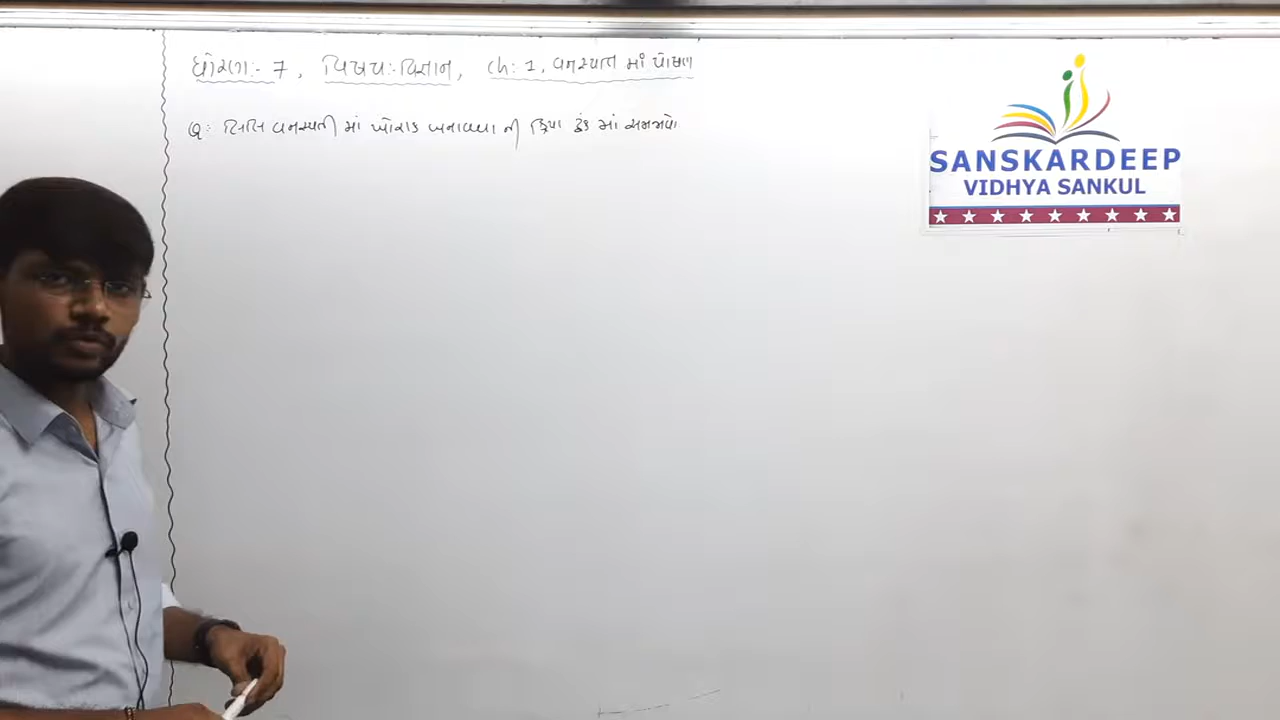 ધોરણ:- 7, વિષય:- વિજ્ઞાન, Ch: 1, વનસ્પતિ માં પોષણ
Q: લિલિ વનસ્પતી માં ખોરાક બનાવવા ની ક્રિયા ટુંક માં સમજાવો
SANSKARDEEP
VIDHYA SANKUL